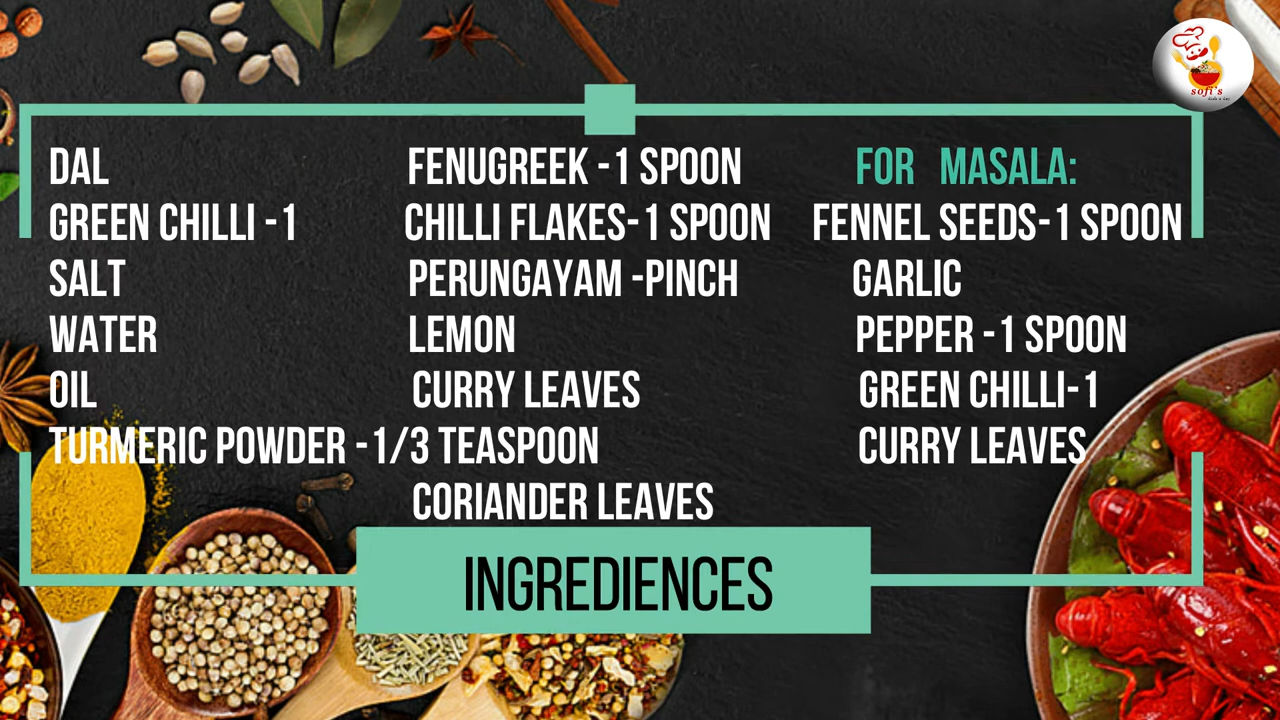 DAL
GREEN CHILLI -1
SALT
WATER
OIL
TURMERIC POWDER -1/3 TEASPOON
FENUGREEK -1 SPOON
CHILLI FLAKES-1 SPOON
PERUNGAYAM -PINCH
LEMON
CURRY LEAVES
CORIANDER LEAVES
FOR MASALA:
FENNEL SEEDS-1 SPOON
GARLIC
PEPPER -1 SPOON
GREEN CHILLI-1
CURRY LEAVES
INGREDIENCES
sofi's